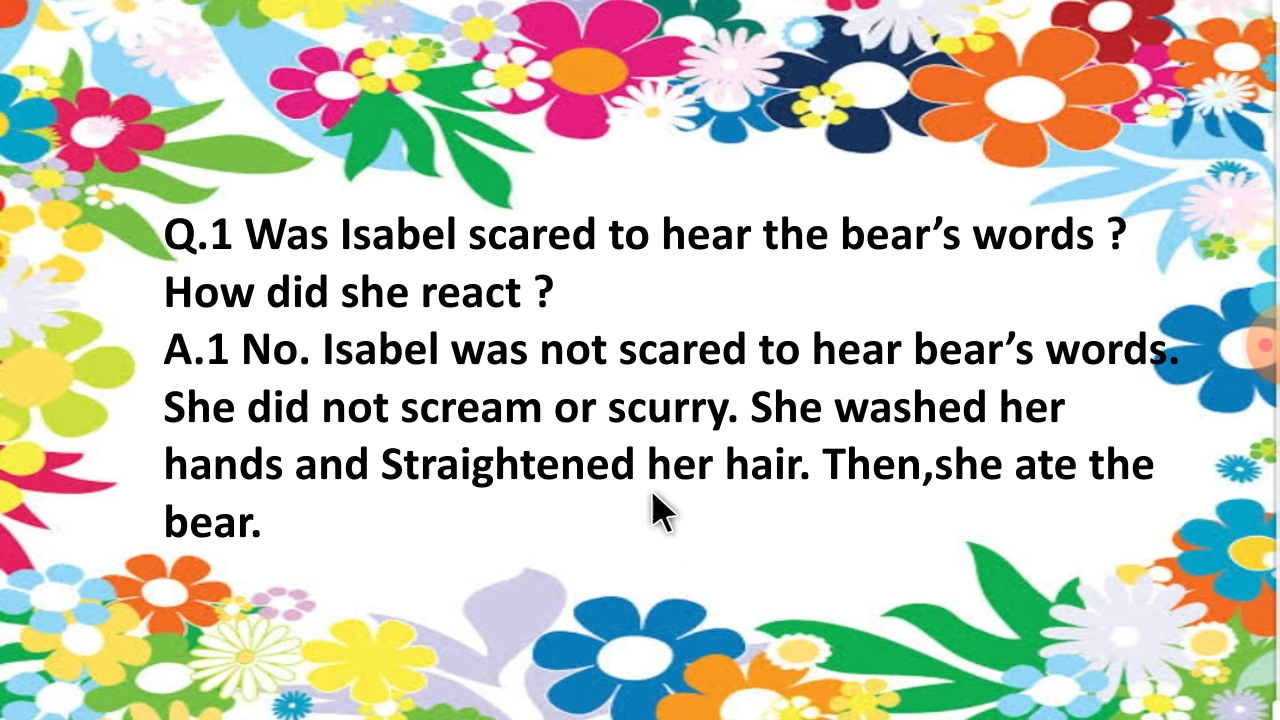 Q.1 Was Isabel scared to hear the bear’s words ?
How did she react ?
A.1 No. Isabel was not scared to hear bear’s words.
She did not scream or scurry. She washed her
hands and Straightened her hair. Then,she ate the
bear.